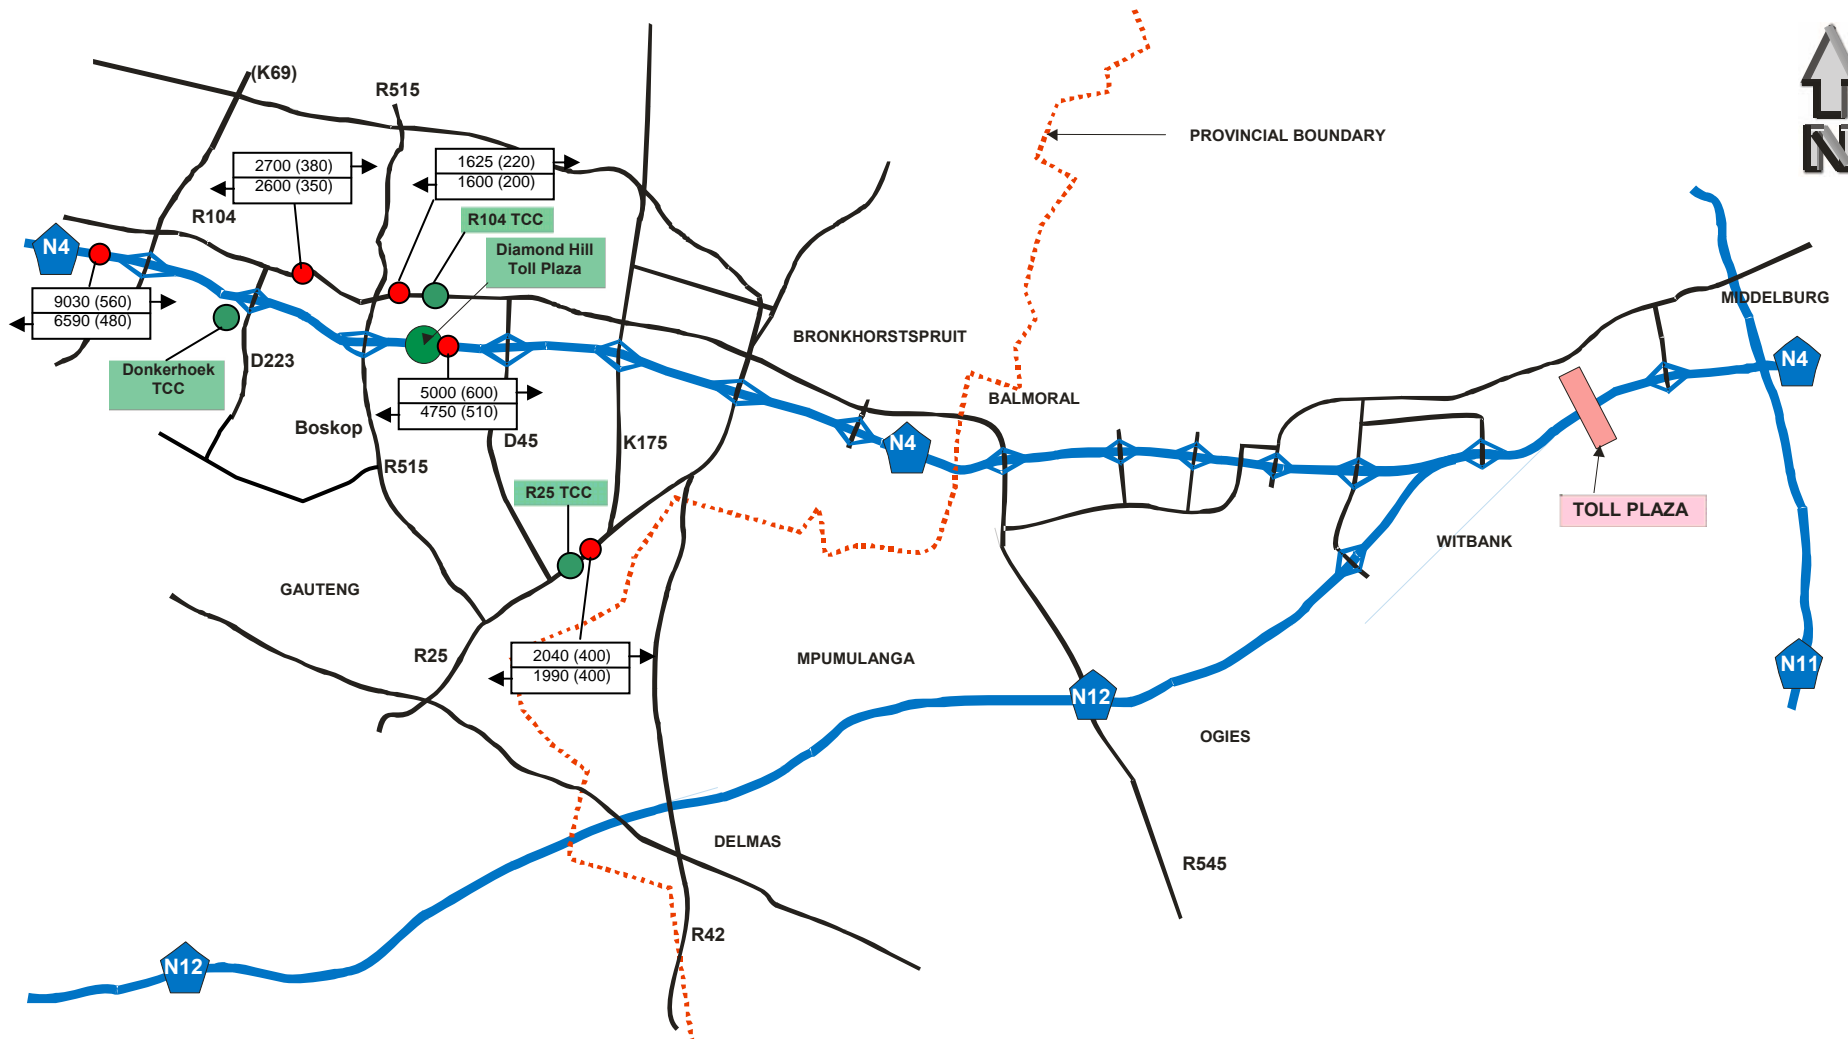 (K69)
R515
PROVINCIAL BOUNDARY
N
2700 (380)
2600 (350)
1625 (220)
1600 (200)
R104
R104 TCC
N4
Diamond Hill
Toll Plaza
9030 (560)
6590 (480)
MIDDELBURG
BRONKHORSTSPRUIT
N4
Donkerhoek
TCC
D223
5000 (600)
4750 (510)
BALMORAL
Boskop
D45
K175
N4
R515
R25 TCC
TOLL PLAZA
WITBANK
GAUTENG
R25
2040 (400)
1990 (400)
MPUMULANGA
N11
N12
OGIES
DELMAS
R545
R42
N12